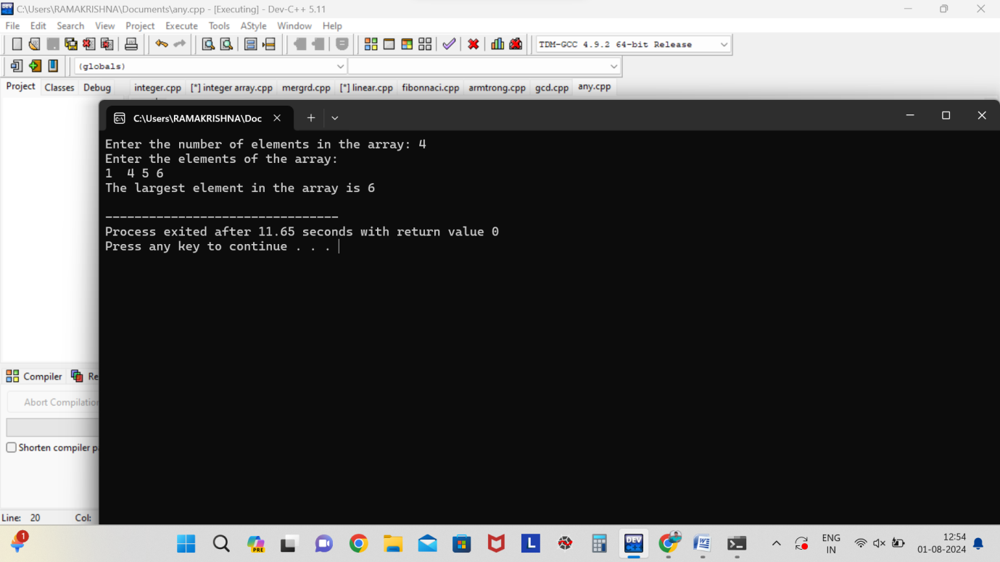 C:\Users\RAMAKRISHNA\Documents\any.cpp - [Executing] - Dev-C++ 5.11
File Edit Search View Project Execute Tools AStyle Window Help
TDM-GCC 4.9.2 64-bit Release
(globals)
Project Classes Debug integer.cpp [*] integer array.cpp mergrd.cpp [*] linear.cpp fibonnaci.cpp armtrong.cpp gcd.cpp any.cpp
C:\Users\RAMAKRISHNA\Doc
Enter the number of elements in the array: 4
Enter the elements of the array:
1  4 5 6
The largest element in the array is 6
--------------------------------
Process exited after 11.65 seconds with return value 0
Press any key to continue . . .
Compiler Re
Abort Compilation
Shorten compiler p
Line: 20 Col:
1 PRE L DEV C++ ENG 12:54
IN 01-08-2024